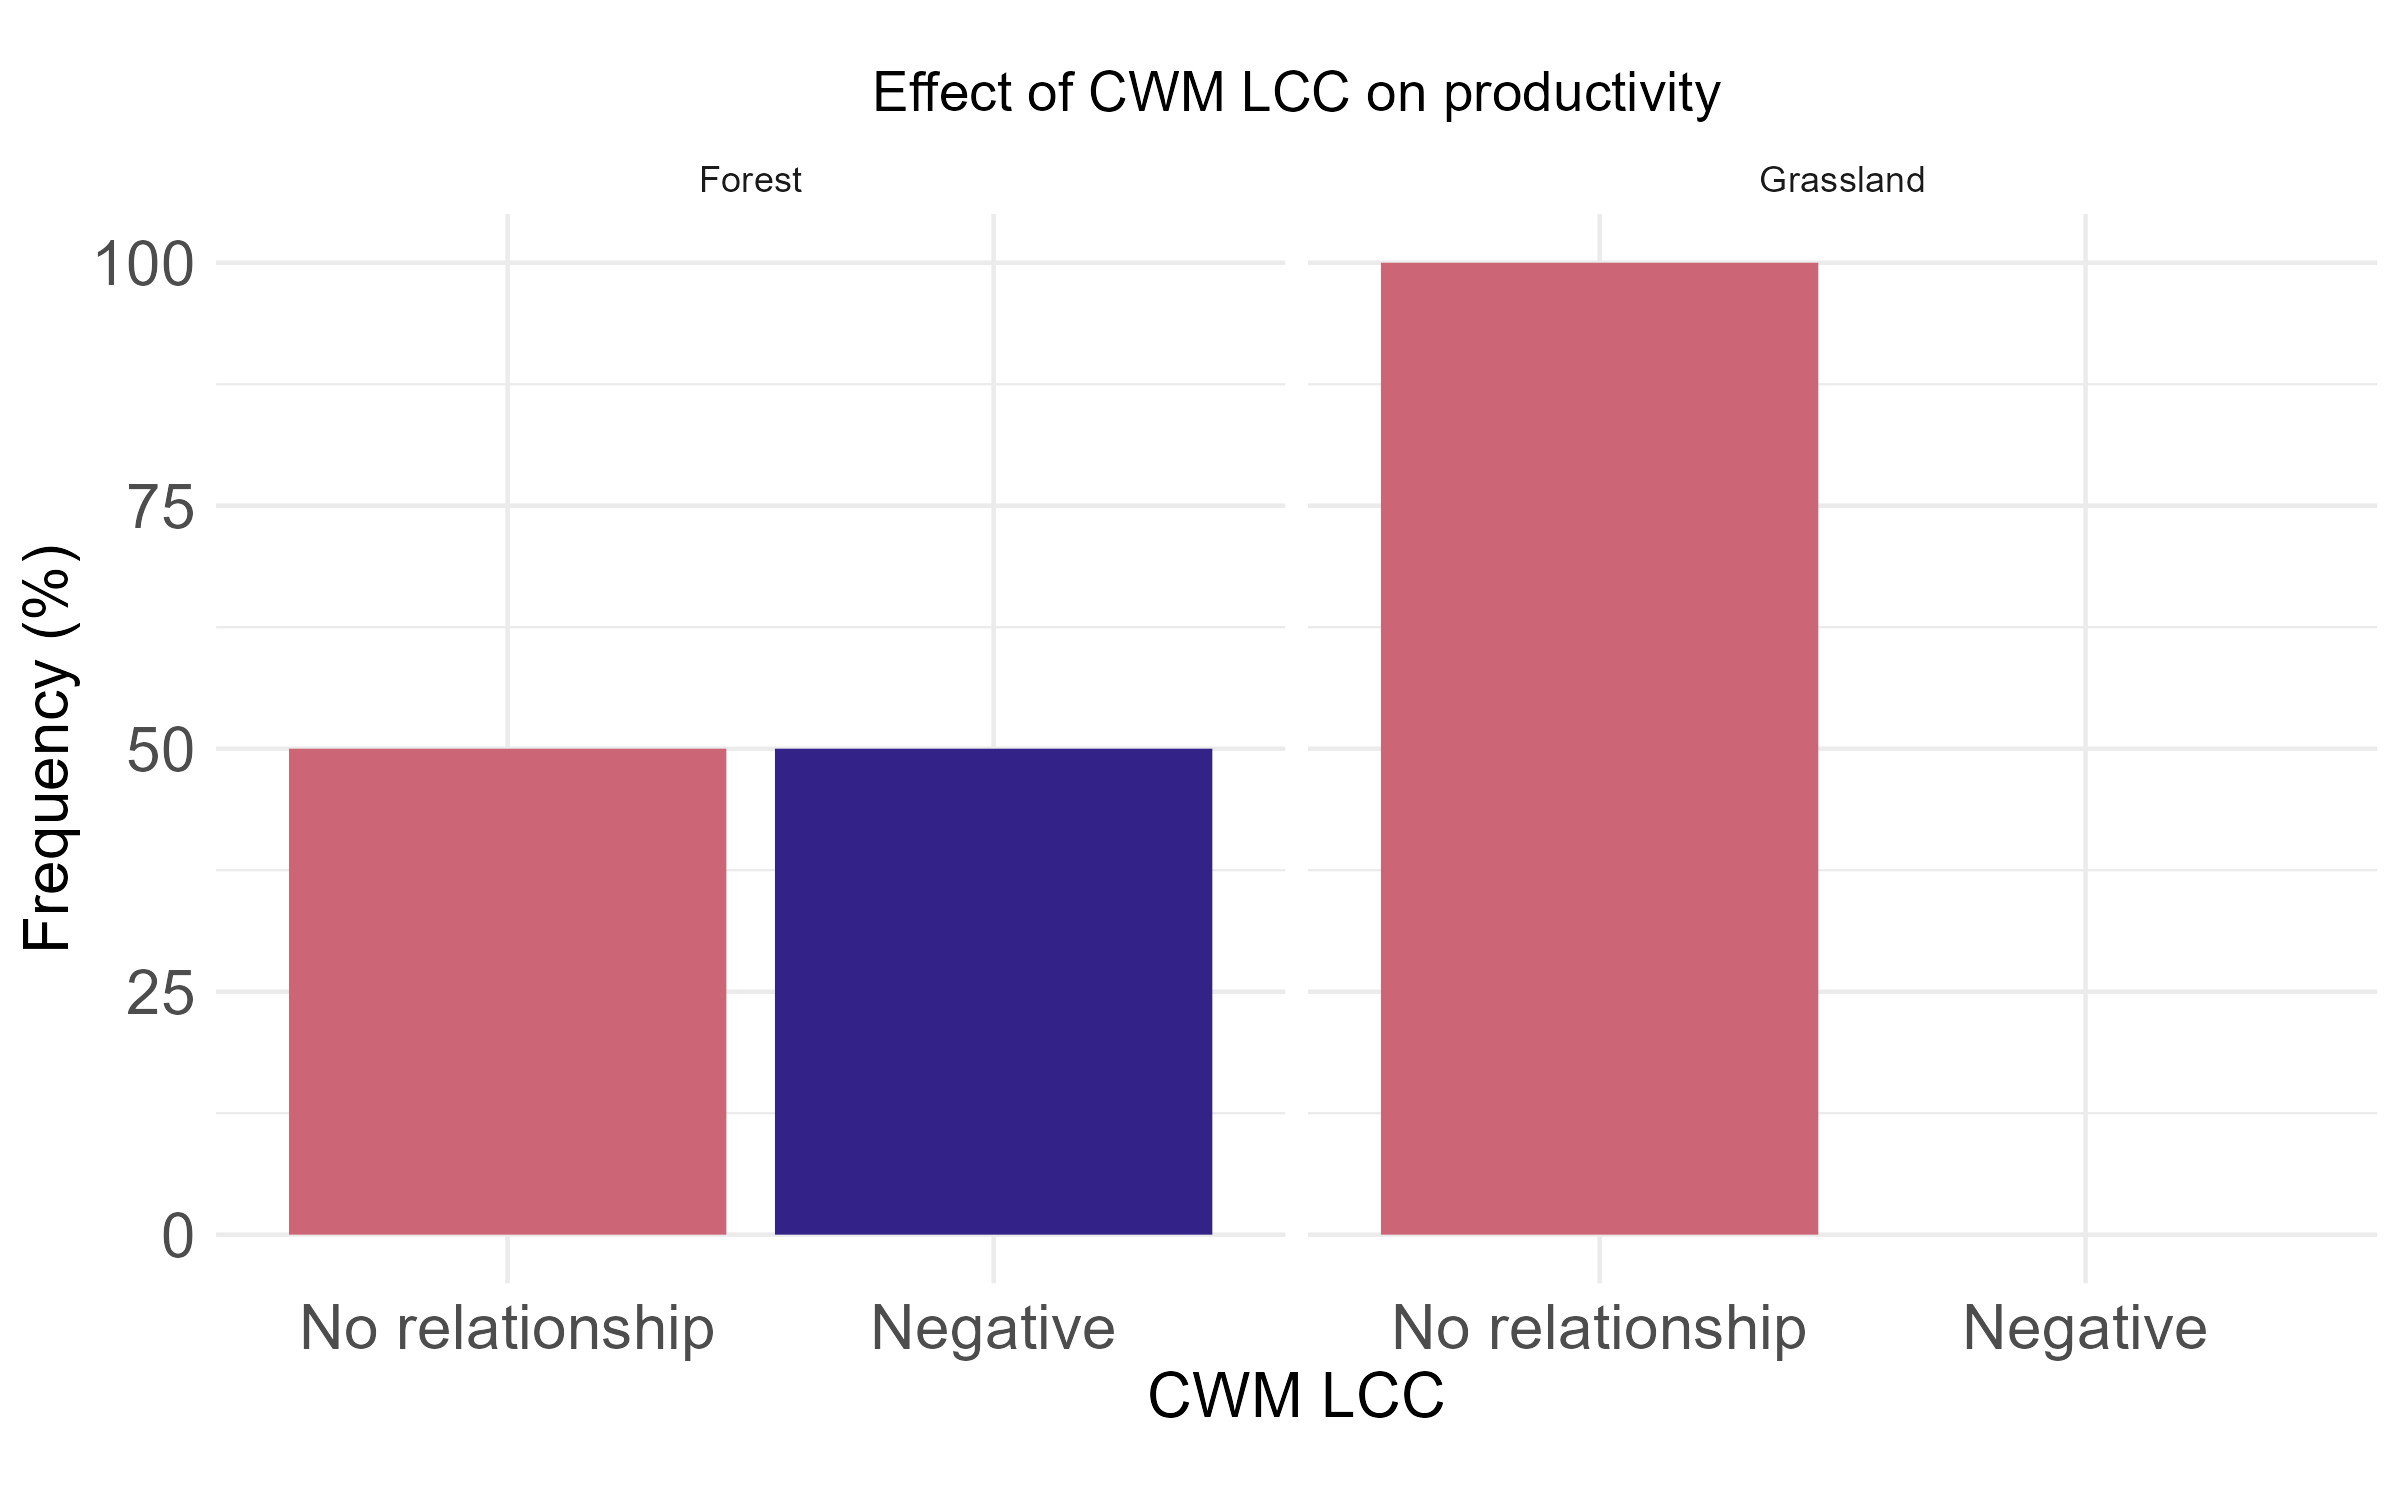 Effect of CWM LCC on productivity
Forest
Grassland
100
75
50
25
0
Frequency (%)
No relationship
Negative
No relationship
Negative
CWM LCC